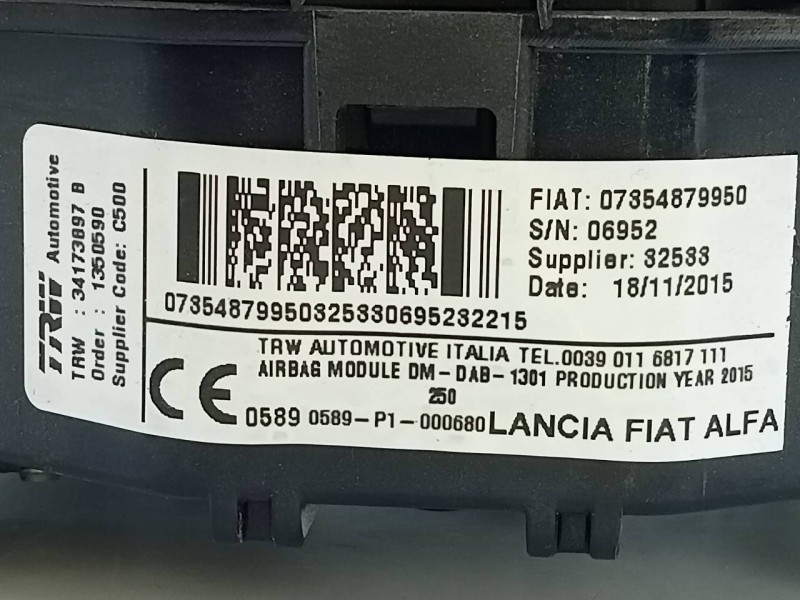 TRW Automotive
TRW : 34173897 B
Order : 1350590
Supplier Code: C500
FIAT: 07354879950
S/N: 06952
Supplier: 32533
Date: 18/11/2015
07354879950325330695232215
TRW AUTOMOTIVE ITALIA TEL.0039 011 6817 111
AIRBAG MODULE DM-DAB-1301 PRODUCTION YEAR 2015
250
CE 0589 0589-P1-000680 LANCIA FIAT ALFA